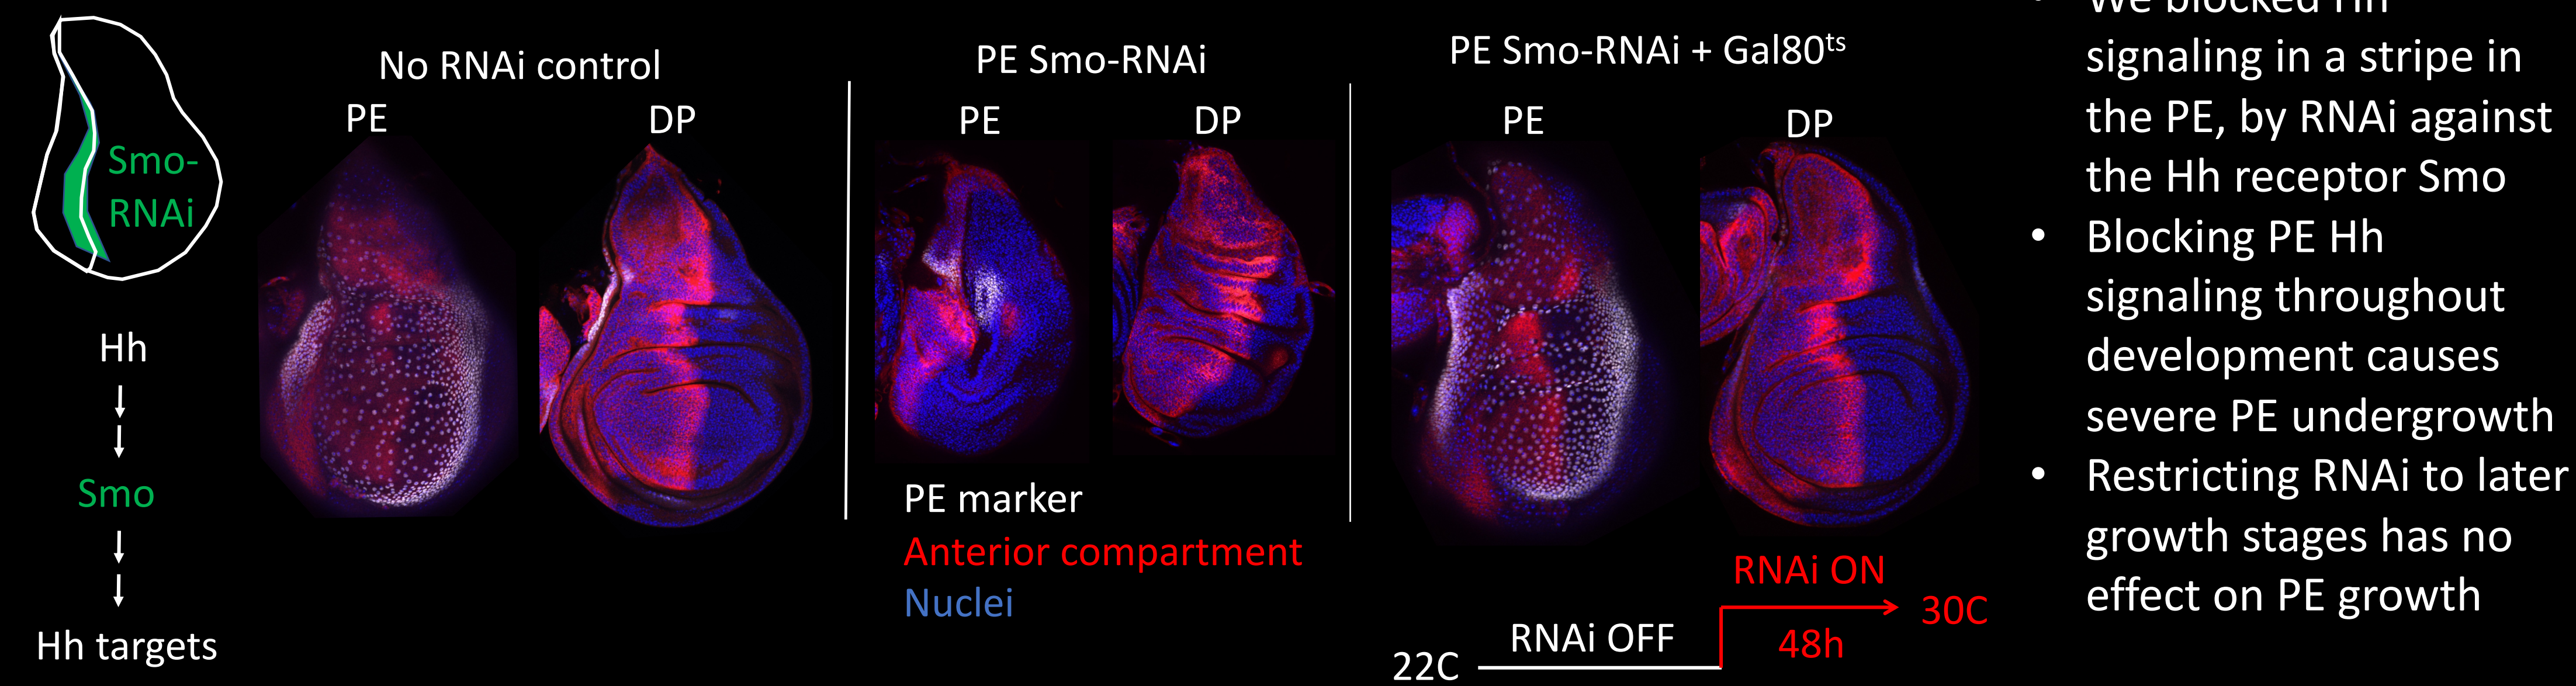 Smo-
RNAi
Hh
Smo
Hh targets
No RNAi control
PE DP
PE Smo-RNAi
PE DP
PE marker
Anterior compartment
Nuclei
PE Smo-RNAi + Gal80ts
PE DP
RNAi ON
30C
RNAi OFF
48h
22C
• We blocked Hh
signaling in a stripe in
the PE, by RNAi against
the Hh receptor Smo
• Blocking PE Hh
signaling throughout
development causes
severe PE undergrowth
• Restricting RNAi to later
growth stages has no
effect on PE growth